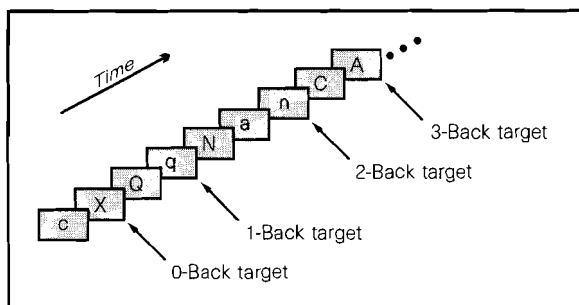 Time
c
X
Q
q
N
a
n
C
A
0-Back target
1-Back target
2-Back target
3-Back target